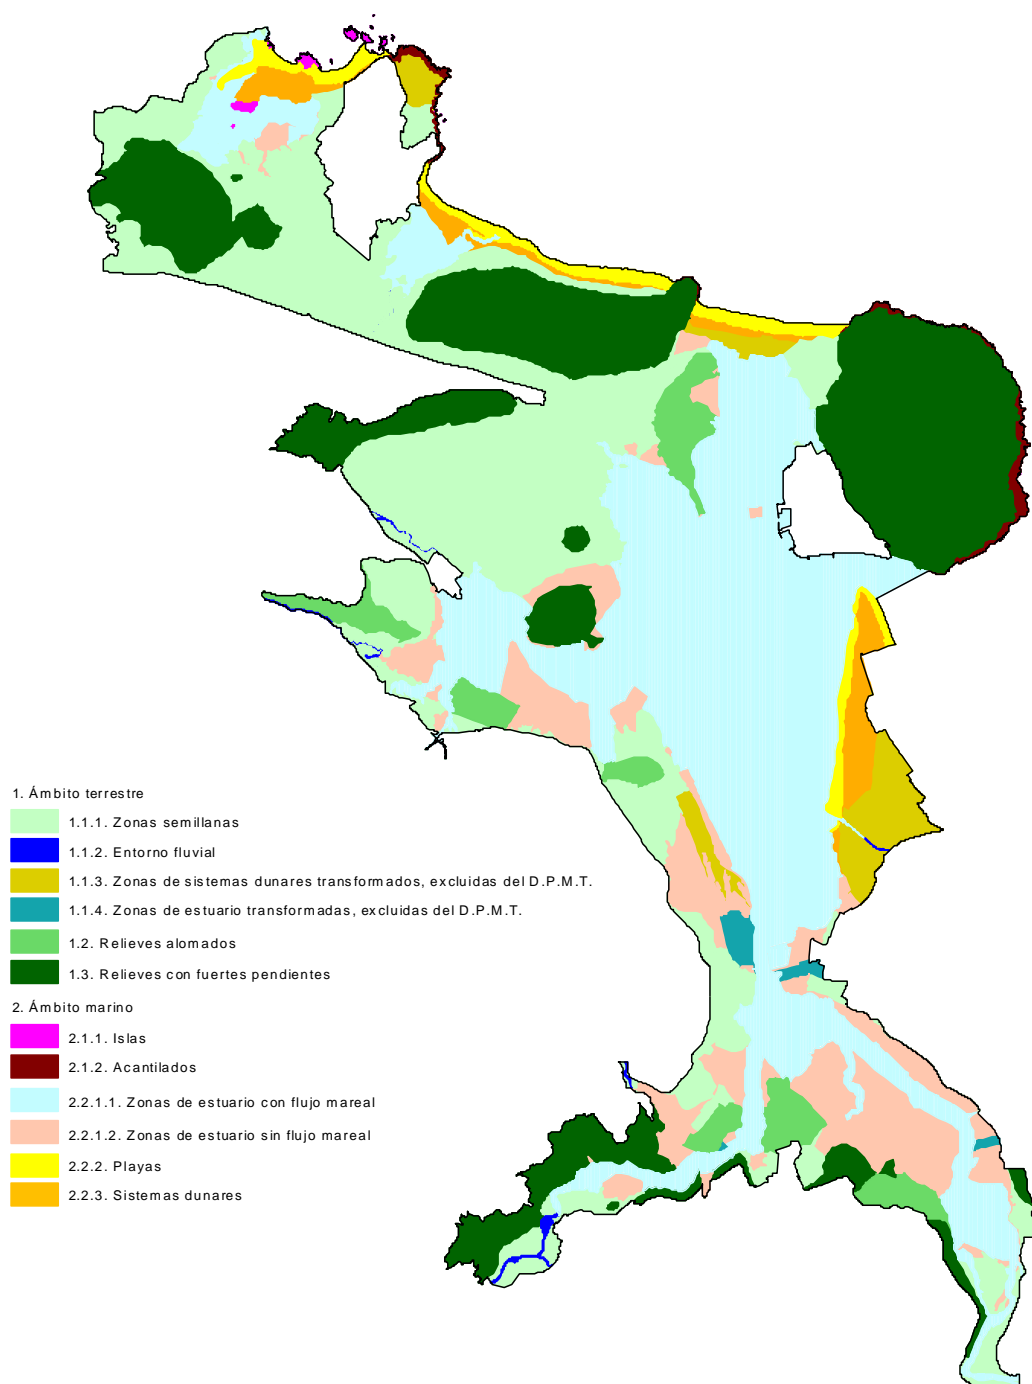 1. Ámbito terrestre
1.1.1. Zonas semillanas
1.1.2. Entorno fluvial
1.1.3. Zonas de sistemas dunares transformados, excluidas del D.P.M.T.
1.1.4. Zonas de estuario transformadas, excluidas del D.P.M.T.
1.2. Relieves alomados
1.3. Relieves con fuertes pendientes
2. Ámbito marino
2.1.1. Islas
2.1.2. Acantilados
2.2.1.1. Zonas de estuario con flujo mareal
2.2.1.2. Zonas de estuario sin flujo mareal
2.2.2. Playas
2.2.3. Sistemas dunares